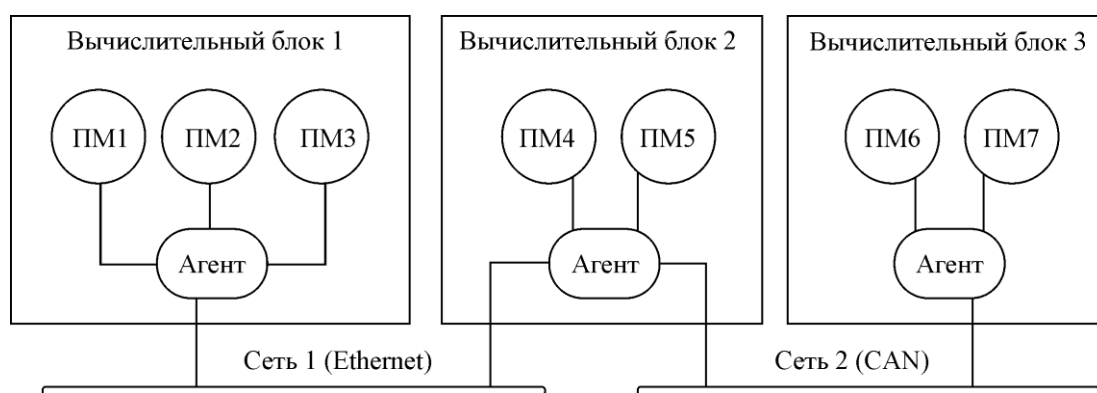 Вычислительный блок 1
Вычислительный блок 2
Вычислительный блок 3
ПМ1
ПМ2
ПМ3
ПМ4
ПМ5
ПМ6
ПМ7
Агент
Агент
Агент
Сеть 1 (Ethernet)
Сеть 2 (CAN)